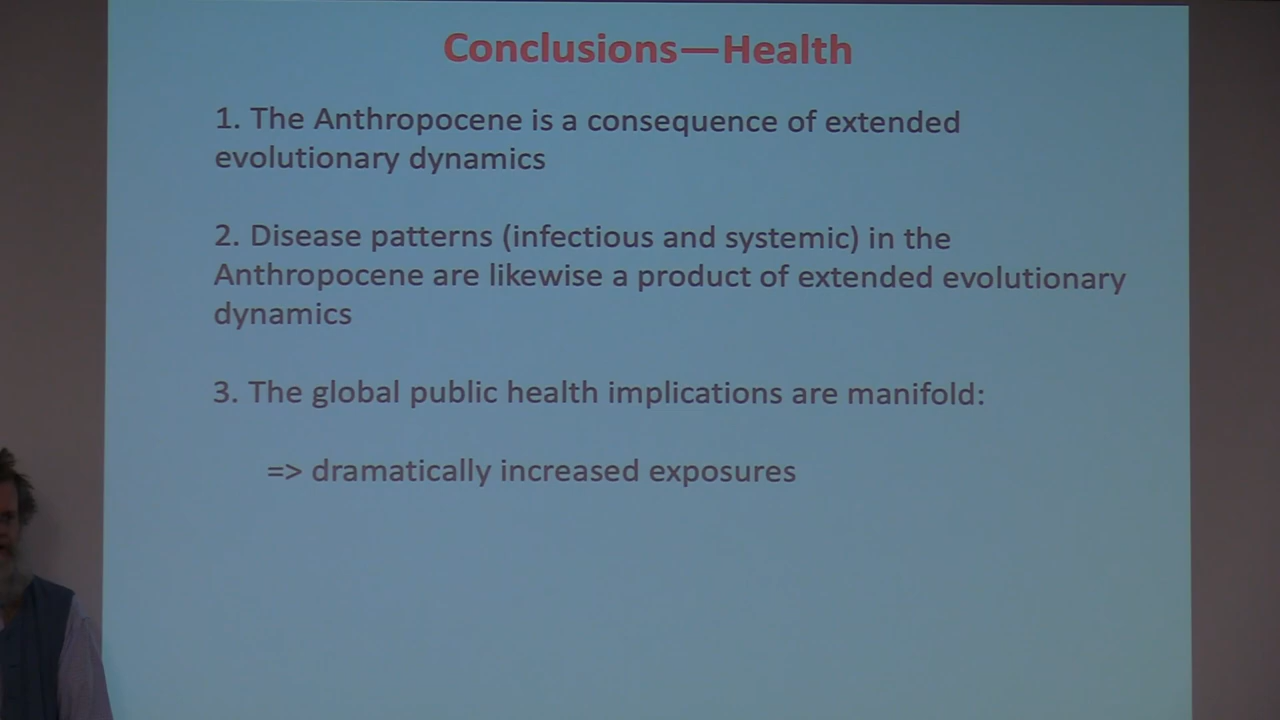 Conclusions—Health
1. The Anthropocene is a consequence of extended
evolutionary dynamics
2. Disease patterns (infectious and systemic) in the
Anthropocene are likewise a product of extended evolutionary
dynamics
3. The global public health implications are manifold:
=> dramatically increased exposures